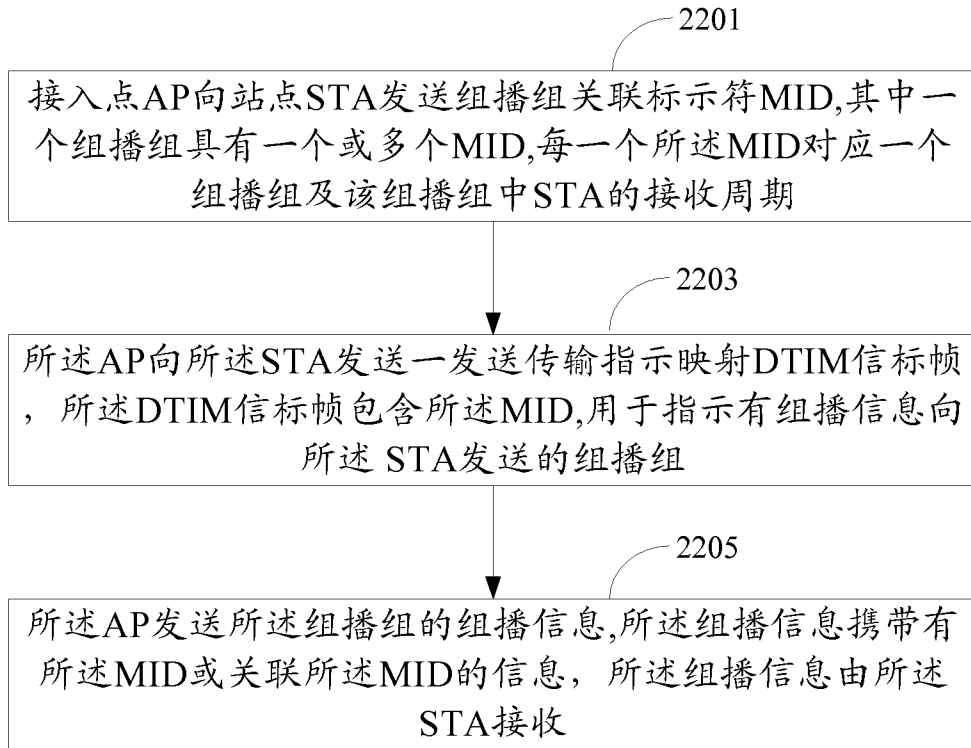 2201
接入点AP向站点STA发送组播组关联标示符MID,其中一
个组播组具有一个或多个MID,每一个所述MID对应一个
组播组及该组播组中STA的接收周期
2203
所述AP向所述STA发送一发送传输指示映射DTIM信标帧
，所述DTIM信标帧包含所述MID,用于指示有组播信息向
所述 STA发送的组播组
2205
所述AP发送所述组播组的组播信息,所述组播信息携带有
所述MID或关联所述MID的信息，所述组播信息由所述
STA接收